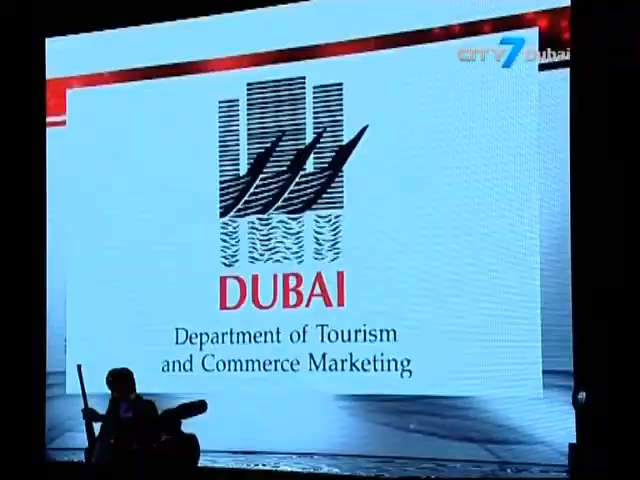 CITY 7 Dubai
DUBAI
Department of Tourism
and Commerce Marketing